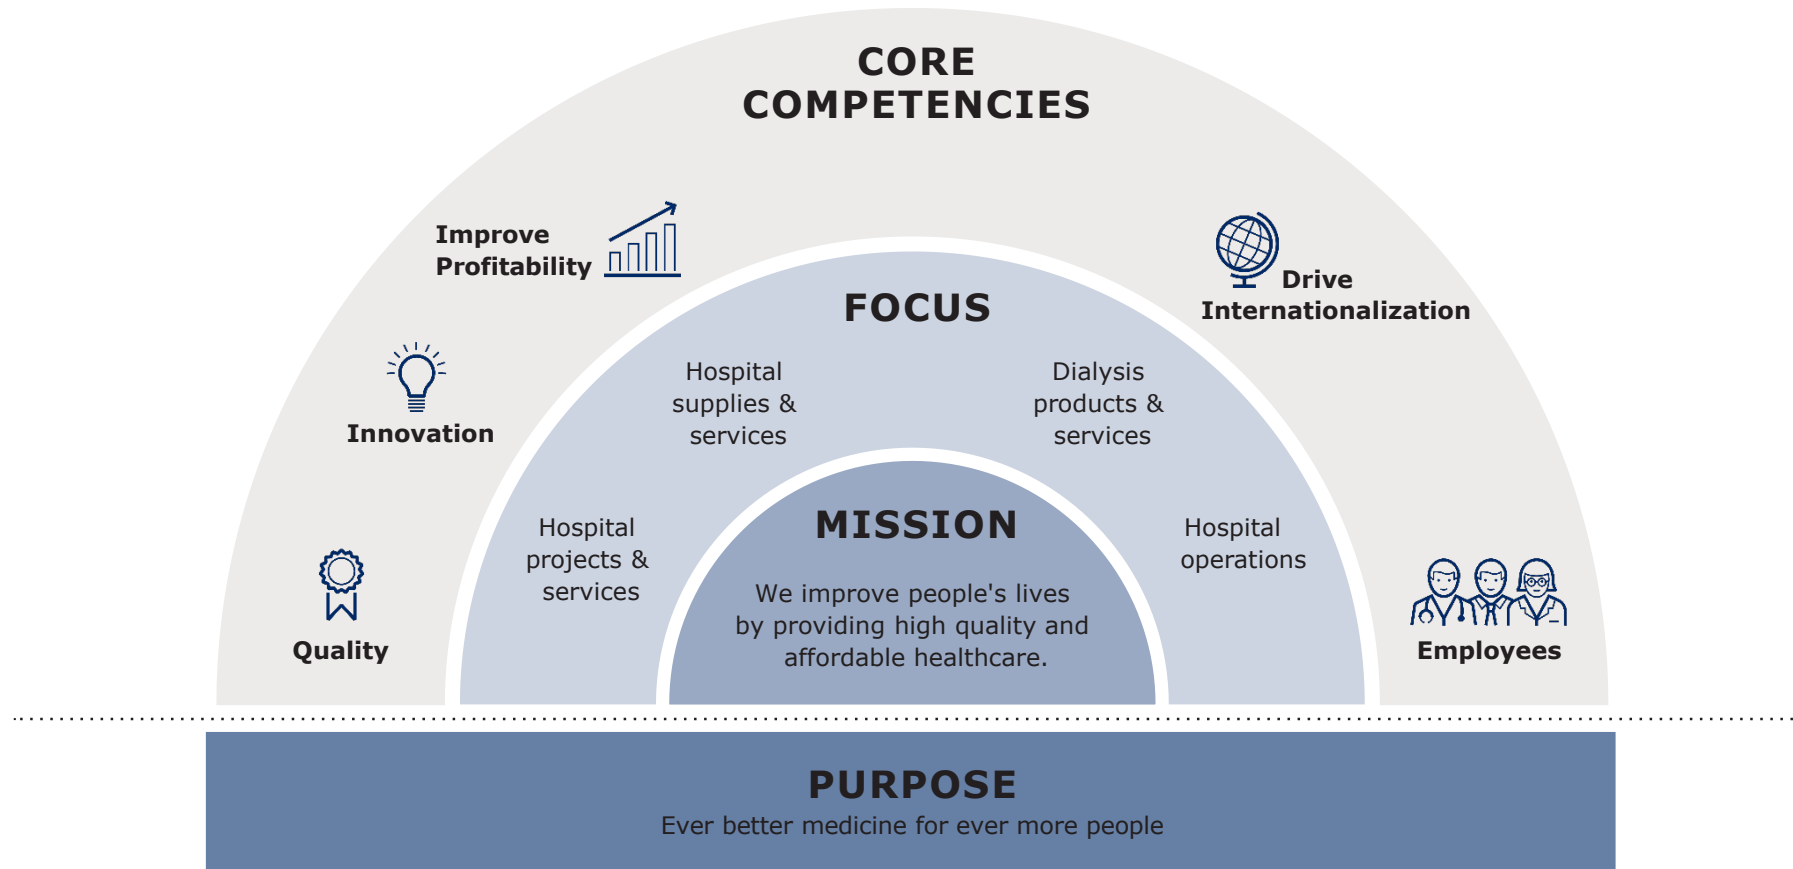 CORE
COMPETENCIES
Improve
Profitability
Drive
Internationalization
Innovation
Quality
Employees
FOCUS
Hospital
supplies &
services
Dialysis
products &
services
Hospital
projects &
services
Hospital
operations
MISSION
We improve people's lives
by providing high quality and
affordable healthcare.
PURPOSE
Ever better medicine for ever more people